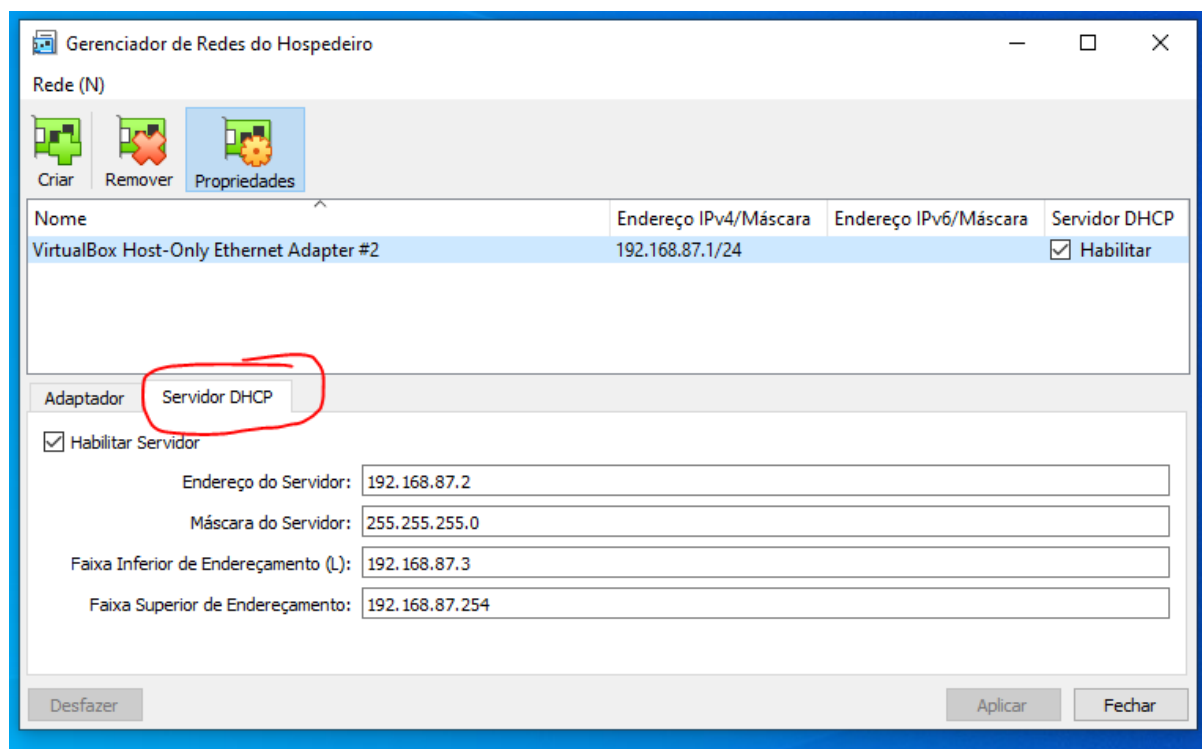 Gerenciador de Redes do Hospedeiro
Rede (N)
Criar Remover Propriedades
Nome Endereço IPv4/Máscara Endereço IPv6/Máscara Servidor DHCP
VirtualBox Host-Only Ethernet Adapter #2 192.168.87.1/24 Habilitar
Adaptador Servidor DHCP
Habilitar Servidor
Endereço do Servidor: 192.168.87.2
Máscara do Servidor: 255.255.255.0
Faixa Inferior de Endereçamento (L): 192.168.87.3
Faixa Superior de Endereçamento: 192.168.87.254
Desfazer Aplicar Fechar